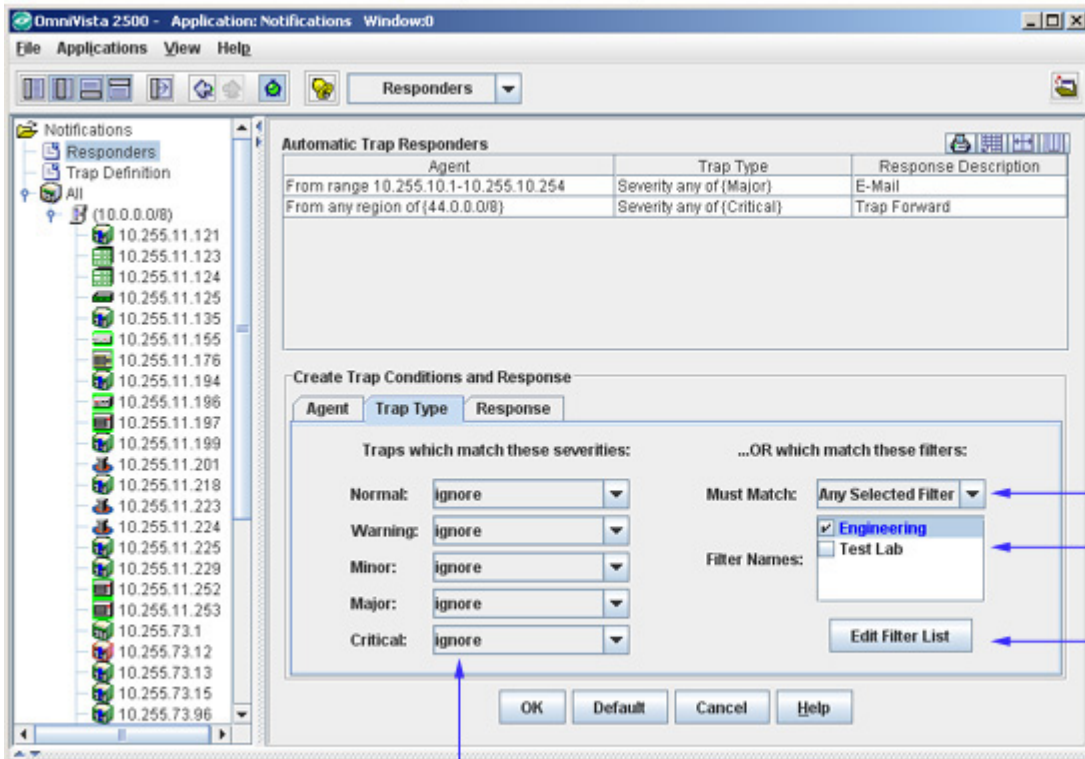 OmniVista 2500 - Application: Notifications Window:0
File Applications View Help
Responders
Notifications
Responders
Trap Definition
All
(10.0.0.0/8)
10.255.11.121
10.255.11.123
10.255.11.124
10.255.11.125
10.255.11.135
10.255.11.155
10.255.11.176
10.255.11.194
10.255.11.196
10.255.11.197
10.255.11.199
10.255.11.201
10.255.11.218
10.255.11.223
10.255.11.224
10.255.11.225
10.255.11.229
10.255.11.252
10.255.11.253
10.255.73.1
10.255.73.12
10.255.73.13
10.255.73.15
10.255.73.96
Automatic Trap Responders
Agent Trap Type Response Description
From range 10.255.10.1-10.255.10.254 Severity any of {Major} E-Mail
From any region of {44.0.0.0/8} Severity any of {Critical} Trap Forward
Create Trap Conditions and Response
Agent Trap Type Response
Traps which match these severities:
Normal: ignore
Warning: ignore
Minor: ignore
Major: ignore
Critical: ignore
...OR which match these filters:
Must Match: Any Selected Filter
Filter Names:
Engineering
Test Lab
Edit Filter List
OK Default Cancel Help